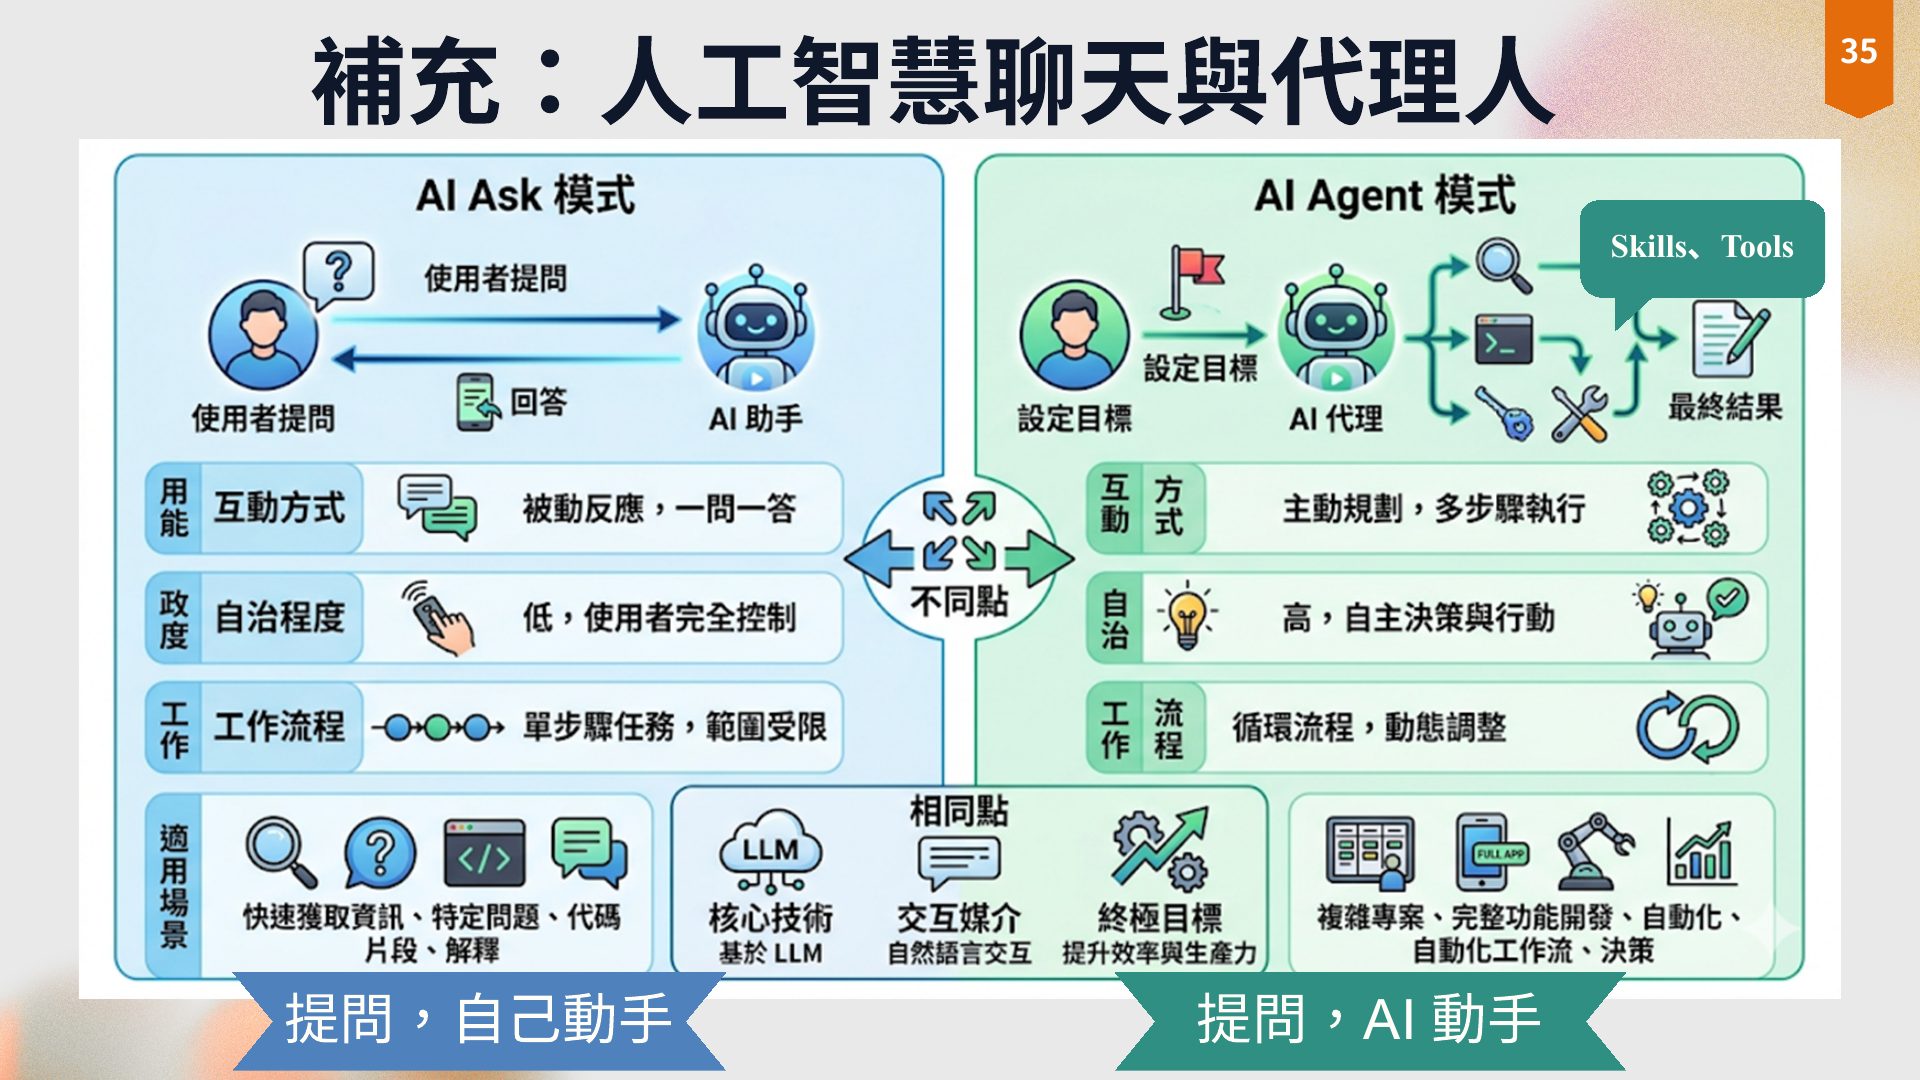 補充：人工智慧聊天與代理人
35
AI Ask 模式
?
使用者提問
回答
使用者提問
AI 助手
用能
互動方式
被動反應，一問一答
政度
自治程度
低，使用者完全控制
工作
工作流程
單步驟任務，範圍受限
適用場景
?
</>
快速獲取資訊、特定問題、代碼
片段、解釋
不同點
相同點
LLM
核心技術
基於 LLM
交互媒介
自然語言交互
終極目標
提升效率與生產力
AI Agent 模式
Skills、Tools
設定目標
設定目標
AI 代理
>_
最終結果
互動
方式
主動規劃，多步驟執行
自治
高，自主決策與行動
工作
流程
循環流程，動態調整
FULL APP
複雜專案、完整功能開發、自動化、
自動化工作流、決策
提問，自己動手
提問，AI 動手